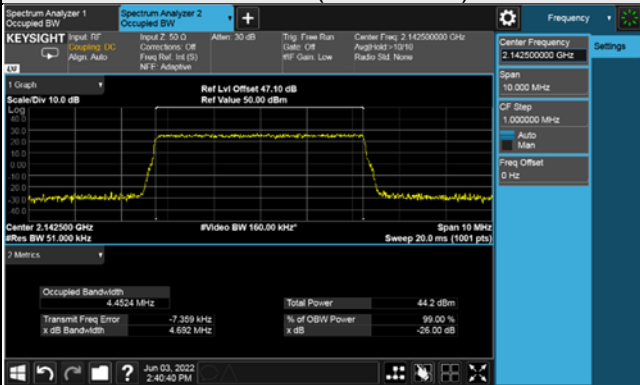 Spectrum Analyzer 1
Occupied BW
Spectrum Analyzer 2
Occupied BW
Frequency
KEYSIGHT
Input: RF
Coupling: DC
Align: Auto
Input Z: 50 Ω
Corrections: Off
Freq Ref: Int (S)
NFE: Adaptive
Atten: 30 dB
Trig: Free Run
Gate: Off
#IF Gain: Low
Center Freq: 2.142500000 GHz
Avg|Hold:>10/10
Radio Std: None
Center Frequency
2.142500000 GHz
Settings
Span
10.000 MHz
CF Step
1.000000 MHz
Auto
Man
Freq Offset
0 Hz
1 Graph
Scale/Div 10.0 dB
Ref Lvl Offset 47.10 dB
Ref Value 50.00 dBm
Log
40.0
30.0
20.0
10.0
0.00
-10.0
-20.0
-30.0
-40.0
Center 2.142500 GHz
#Res BW 51.000 kHz
#Video BW 160.00 kHz*
Span 10 MHz
Sweep 20.0 ms (1001 pts)
2 Metrics
Occupied Bandwidth
4.4524 MHz
Total Power 44.2 dBm
Transmit Freq Error -7.359 kHz
% of OBW Power 99.00 %
x dB Bandwidth 4.692 MHz
x dB -26.00 dB
Jun 03, 2022
2:40:40 PM